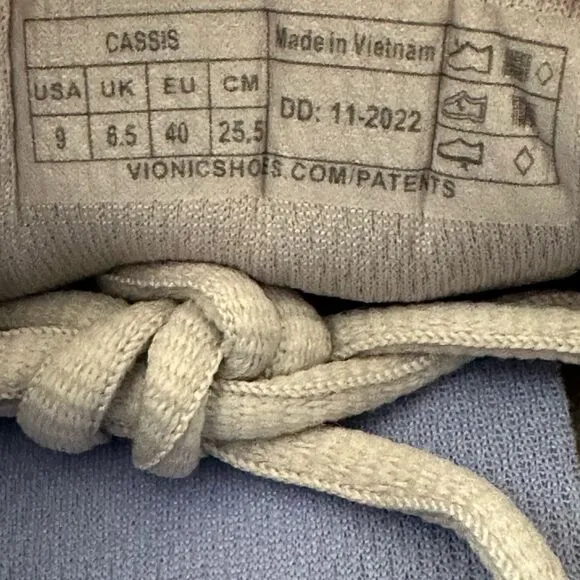 CASSIS
USA UK EU CM
9 6.5 40 25.5
Made in Vietnam
DD: 11-2022
VIONICSHOES.COM/PATENTS